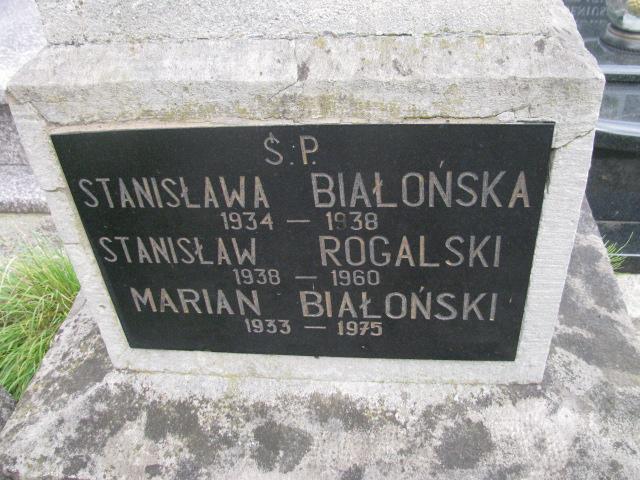 Ś.P.
STANISŁAWA BIAŁOŃSKA
1934 – 1938
STANISŁAW ROGALSKI
1938 – 1960
MARIAN BIAŁOŃSKI
1933 – 1975